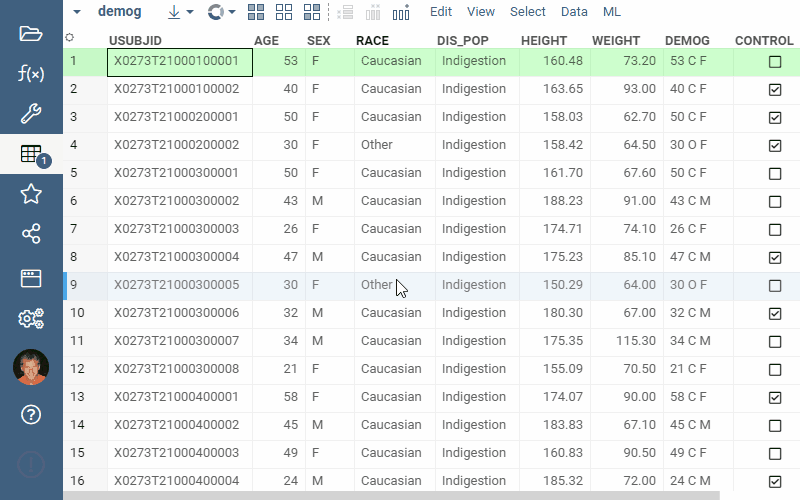 demog Edit View Select Data ML
USUBJID AGE SEX RACE DIS_POP HEIGHT WEIGHT DEMOG CONTROL
1 X0273T21000100001 53 F Caucasian Indigestion 160.48 73.20 53 C F
2 X0273T21000100002 40 F Caucasian Indigestion 163.65 93.00 40 C F
3 X0273T21000200001 50 F Caucasian Indigestion 158.03 62.70 50 C F
4 X0273T21000200002 30 F Other Indigestion 158.42 64.50 30 O F
5 X0273T21000300001 50 F Caucasian Indigestion 161.70 67.60 50 C F
6 X0273T21000300002 43 M Caucasian Indigestion 188.23 91.00 43 C M
7 X0273T21000300003 26 F Caucasian Indigestion 174.71 74.10 26 C F
8 X0273T21000300004 47 M Caucasian Indigestion 175.23 85.10 47 C M
9 X0273T21000300005 30 F Other Indigestion 150.29 64.00 30 O F
10 X0273T21000300006 32 M Caucasian Indigestion 180.30 67.00 32 C M
11 X0273T21000300007 34 M Caucasian Indigestion 175.35 115.30 34 C M
12 X0273T21000300008 21 F Caucasian Indigestion 155.09 70.50 21 C F
13 X0273T21000400001 58 F Caucasian Indigestion 174.07 90.00 58 C F
14 X0273T21000400002 45 M Caucasian Indigestion 183.83 67.10 45 C M
15 X0273T21000400003 49 F Caucasian Indigestion 160.83 90.50 49 C F
16 X0273T21000400004 24 M Caucasian Indigestion 185.32 72.00 24 C M
f(x)
1
?